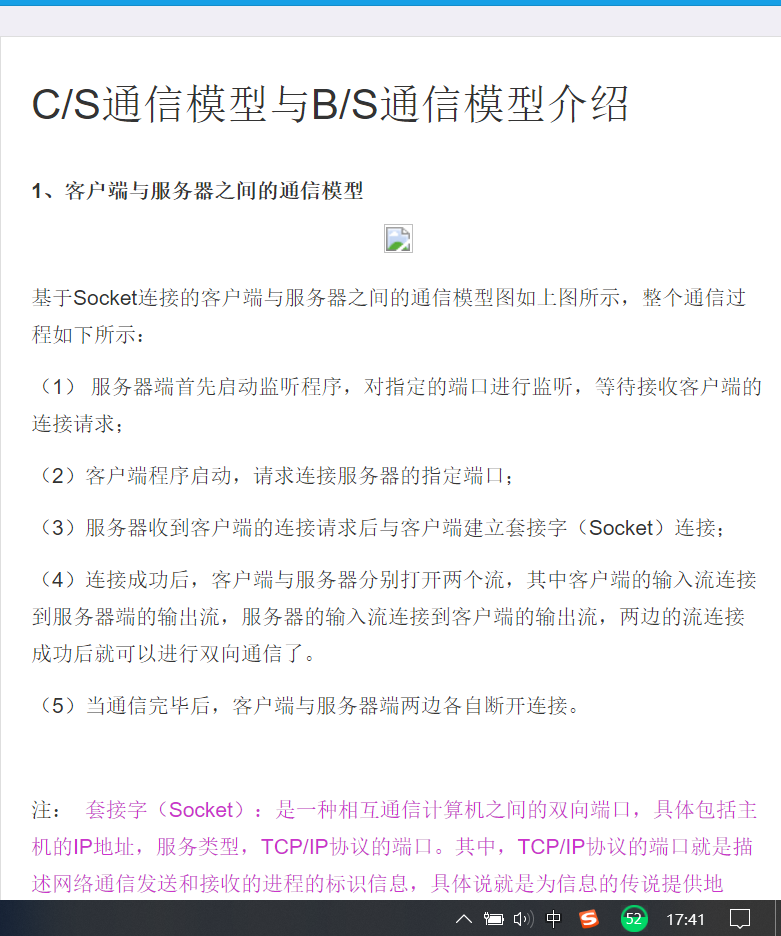 C/S通信模型与B/S通信模型介绍
1、客户端与服务器之间的通信模型
基于Socket连接的客户端与服务器之间的通信模型图如上图所示，整个通信过
程如下所示：
（1） 服务器端首先启动监听程序，对指定的端口进行监听，等待接收客户端的
连接请求；
（2）客户端程序启动，请求连接服务器的指定端口；
（3）服务器收到客户端的连接请求后与客户端建立套接字（Socket）连接；
（4）连接成功后，客户端与服务器分别打开两个流，其中客户端的输入流连接
到服务器端的输出流，服务器的输入流连接到客户端的输出流，两边的流连接
成功后就可以进行双向通信了。
（5）当通信完毕后，客户端与服务器端两边各自断开连接。
注： 套接字（Socket）：是一种相互通信计算机之间的双向端口，具体包括主
机的IP地址，服务类型，TCP/IP协议的端口。其中，TCP/IP协议的端口就是描
述网络通信发送和接收的进程的标识信息，具体说就是为信息的传说提供地
中 S 52 17:41